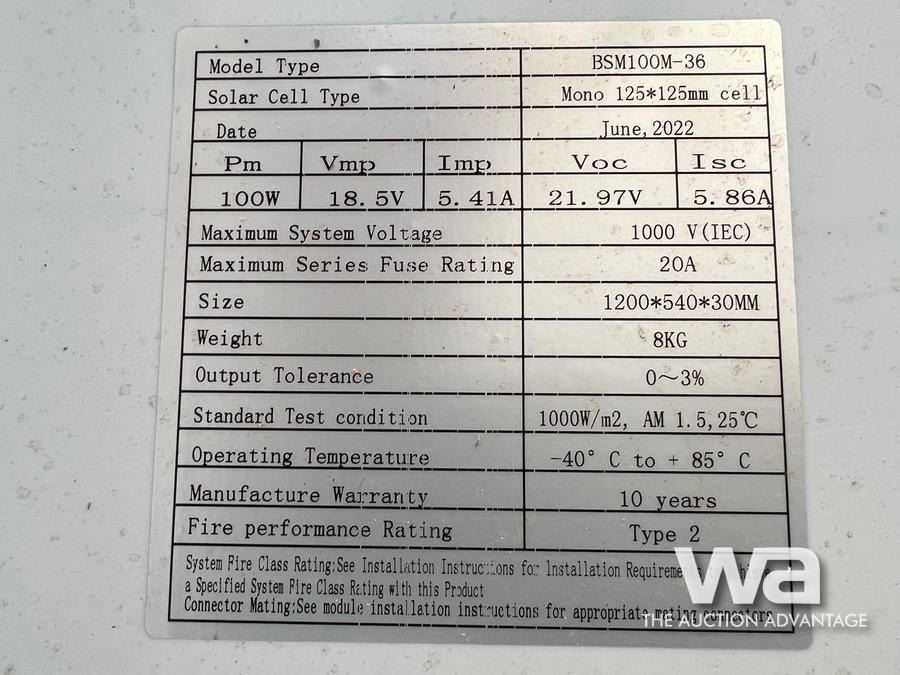 Model Type BSM100M-36
Solar Cell Type Mono 125*125mm cell
Date June,2022
Pm Vmp Imp Voc Isc
100W 18.5V 5.41A 21.97V 5.86A
Maximum System Voltage 1000 V(IEC)
Maximum Series Fuse Rating 20A
Size 1200*540*30MM
Weight 8KG
Output Tolerance 0～3%
Standard Test condition 1000W/m2, AM 1.5,25℃
Operating Temperature -40° C to + 85° C
Manufacture Warranty 10 years
Fire performance Rating Type 2
System Fire Class Rating:See Installation Instructions for Installation Requirements
a Specified System Fire Class Rating with this Product
Connector Mating:See module installation instructions for appropriate mating connectors
wa
THE AUCTION ADVANTAGE